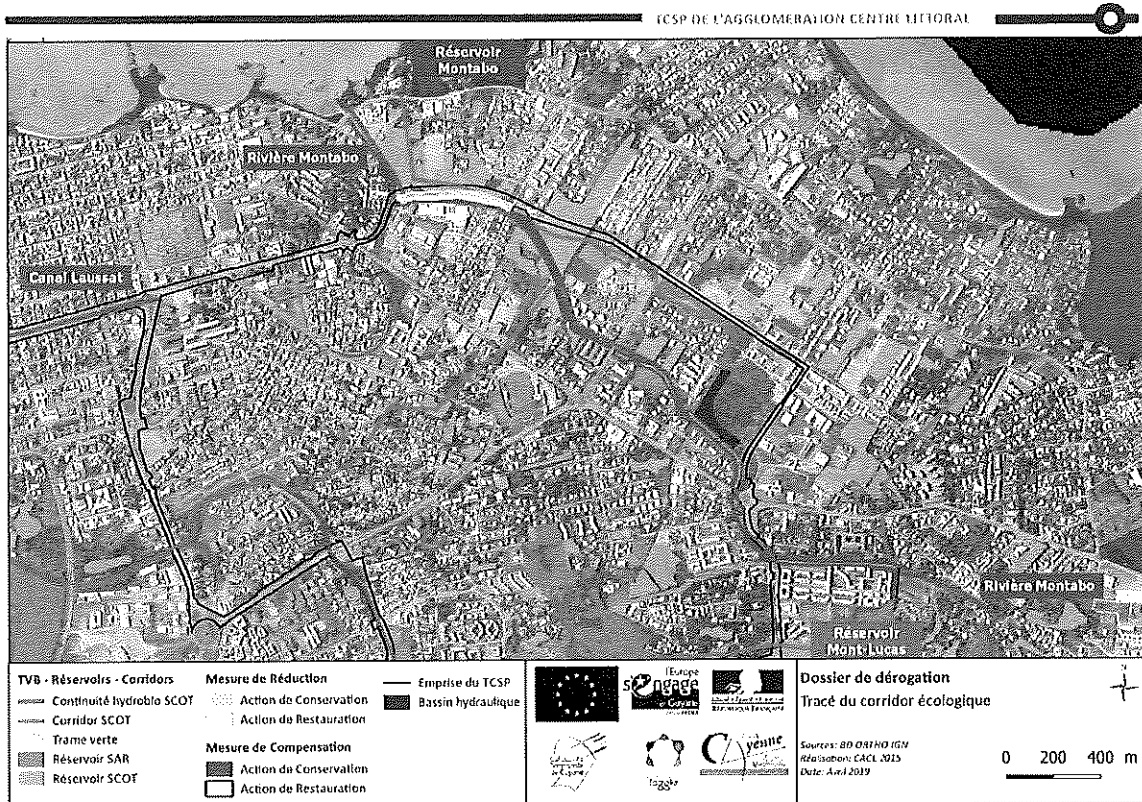 TCSP DE L'AGGLOMERATION CENTRE LITTORAL
Réservoir
Montabo
Rivière Montabo
Canal Laussat
Rivière Montabo
Réservoir
Mont-Lucas
TVB - Réservoirs - Corridors
Continuité hydrobio SCOT
Corridor SCOT
Trame verte
Réservoir SAR
Réservoir SCOT
Mesure de Réduction
Action de Conservation
Action de Restauration
Mesure de Compensation
Action de Conservation
Action de Restauration
Emprise du TCSP
Bassin hydraulique
l'Europe
s'engage
Dossier de dérogation
Tracé du corridor écologique
Sources: BD ORTHO IGN
Réalisation: CACL 2015
Date: Avril 2019
N
0 200 400 m